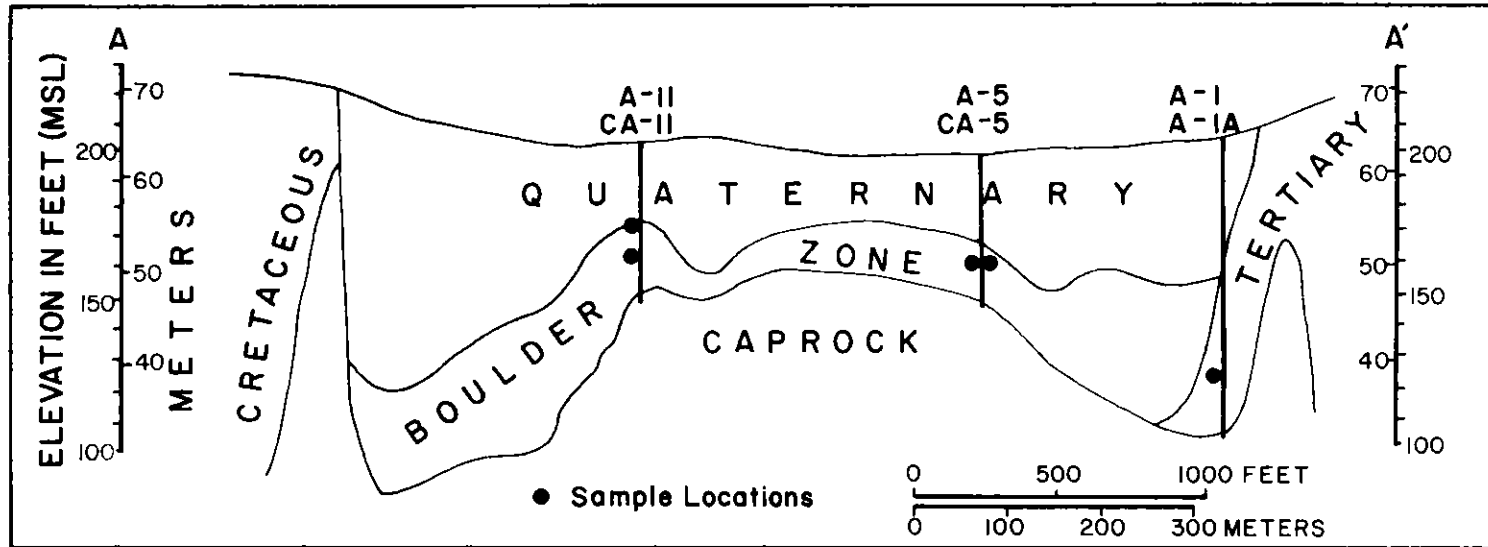 A
A'
ELEVATION IN FEET (MSL)
METERS
70
200
60
50
150
40
100
CRETACEOUS
A-11
CA-11
A-5
CA-5
A-1
A-1A
QUATERNARY
BOULDER ZONE
CAPROCK
TERTIARY
70
200
60
50
150
40
100
● Sample Locations
0 500 1000 FEET
0 100 200 300 METERS